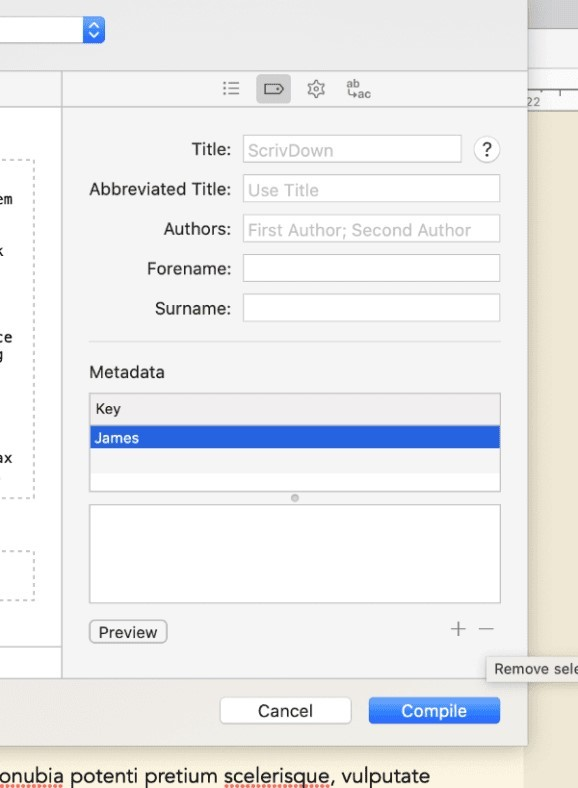 22
ab
ac
Title: ScrivDown ?
em
Abbreviated Title: Use Title
Authors: First Author; Second Author
k
Forename:
Surname:
ce
g
Metadata
Key
James
ax
Preview + −
Remove sele
Cancel Compile
onubia potenti pretium scelerisque, vulputate